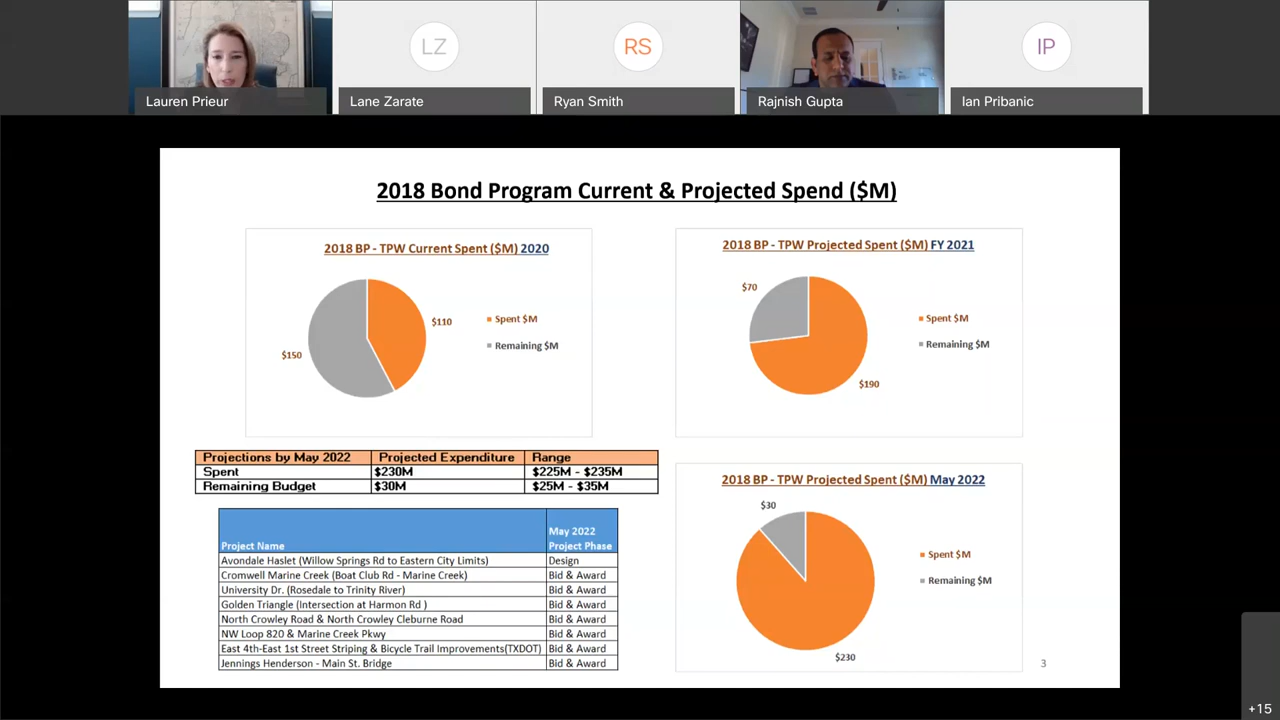 LZ
RS
IP
Lauren Prieur
Lane Zarate
Ryan Smith
Rajnish Gupta
Ian Pribanic
2018 Bond Program Current & Projected Spend ($M)
2018 BP - TPW Current Spent ($M) 2020
$110
$150
Spent $M
Remaining $M
2018 BP - TPW Projected Spent ($M) FY 2021
$70
$190
Spent $M
Remaining $M
Projections by May 2022 Projected Expenditure Range
Spent $230M $225M - $235M
Remaining Budget $30M $25M - $35M
Project Name May 2022 Project Phase
Avondale Haslet (Willow Springs Rd to Eastern City Limits) Design
Cromwell Marine Creek (Boat Club Rd - Marine Creek) Bid & Award
University Dr. (Rosedale to Trinity River) Bid & Award
Golden Triangle (Intersection at Harmon Rd ) Bid & Award
North Crowley Road & North Crowley Cleburne Road Bid & Award
NW Loop 820 & Marine Creek Pkwy Bid & Award
East 4th-East 1st Street Striping & Bicycle Trail Improvements(TXDOT) Bid & Award
Jennings Henderson - Main St. Bridge Bid & Award
2018 BP - TPW Projected Spent ($M) May 2022
$30
$230
Spent $M
Remaining $M
3
+15